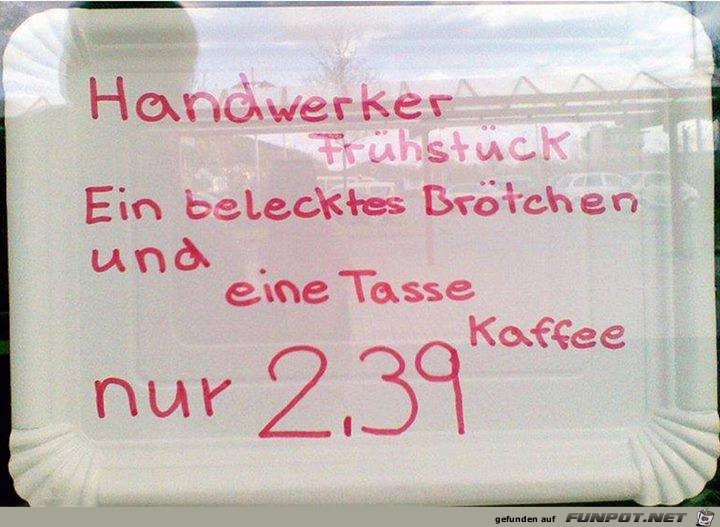 Handwerker
Frühstück
Ein belecktes Brötchen
und
eine Tasse
Kaffee
nur 2,39
gefunden auf FUNPOT.NET